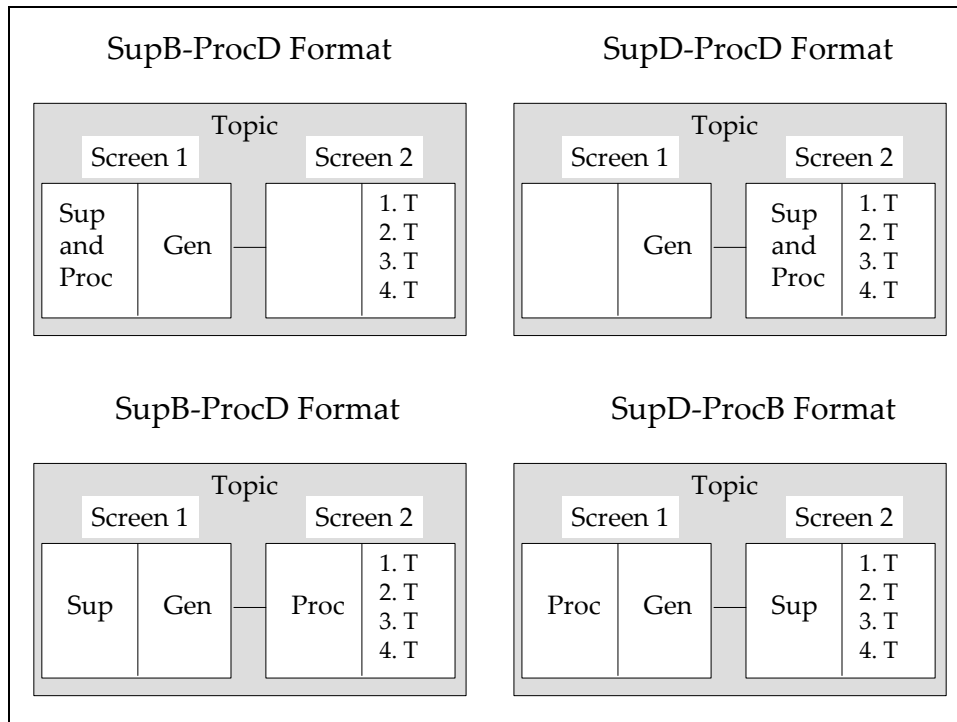 SupB-ProcD Format
Topic
Screen 1
Screen 2
Sup
and
Proc
Gen
1. T
2. T
3. T
4. T
SupD-ProcD Format
Topic
Screen 1
Screen 2
Gen
Sup
and
Proc
1. T
2. T
3. T
4. T
SupB-ProcD Format
Topic
Screen 1
Screen 2
Sup
Gen
Proc
1. T
2. T
3. T
4. T
SupD-ProcB Format
Topic
Screen 1
Screen 2
Proc
Gen
Sup
1. T
2. T
3. T
4. T